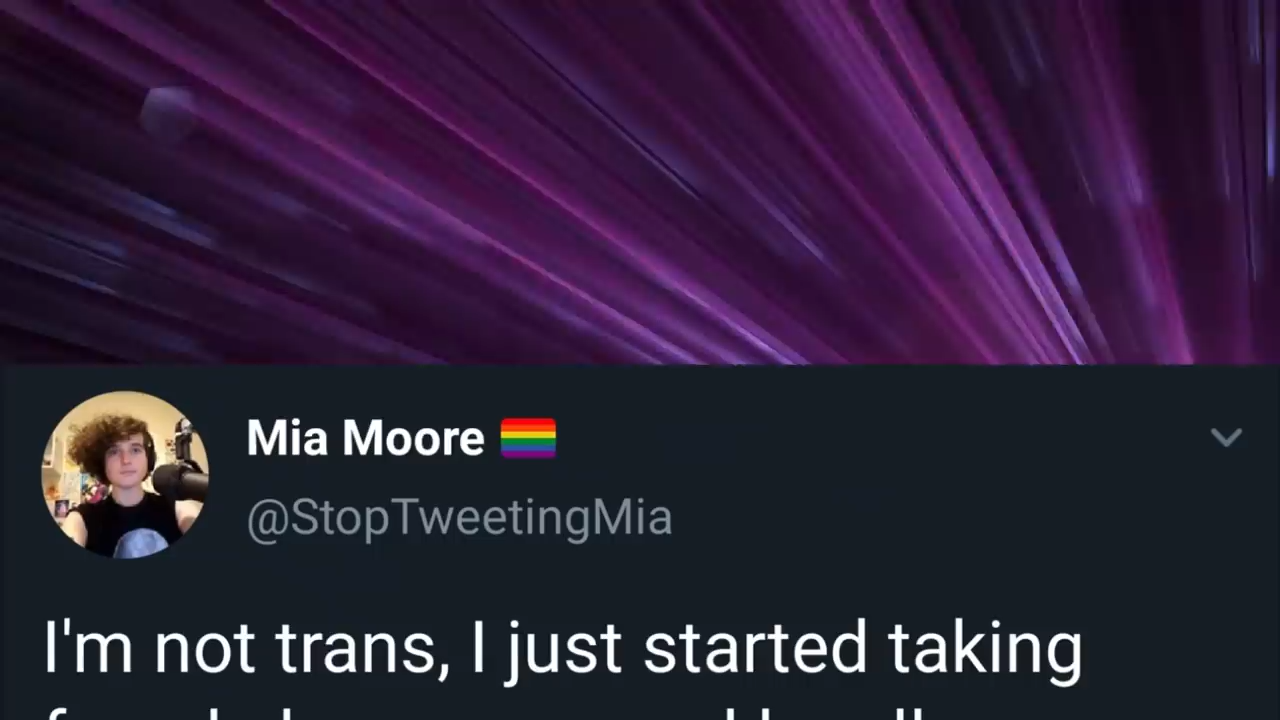 Mia Moore 🏳️‍🌈
@StopTweetingMia
I'm not trans, I just started taking